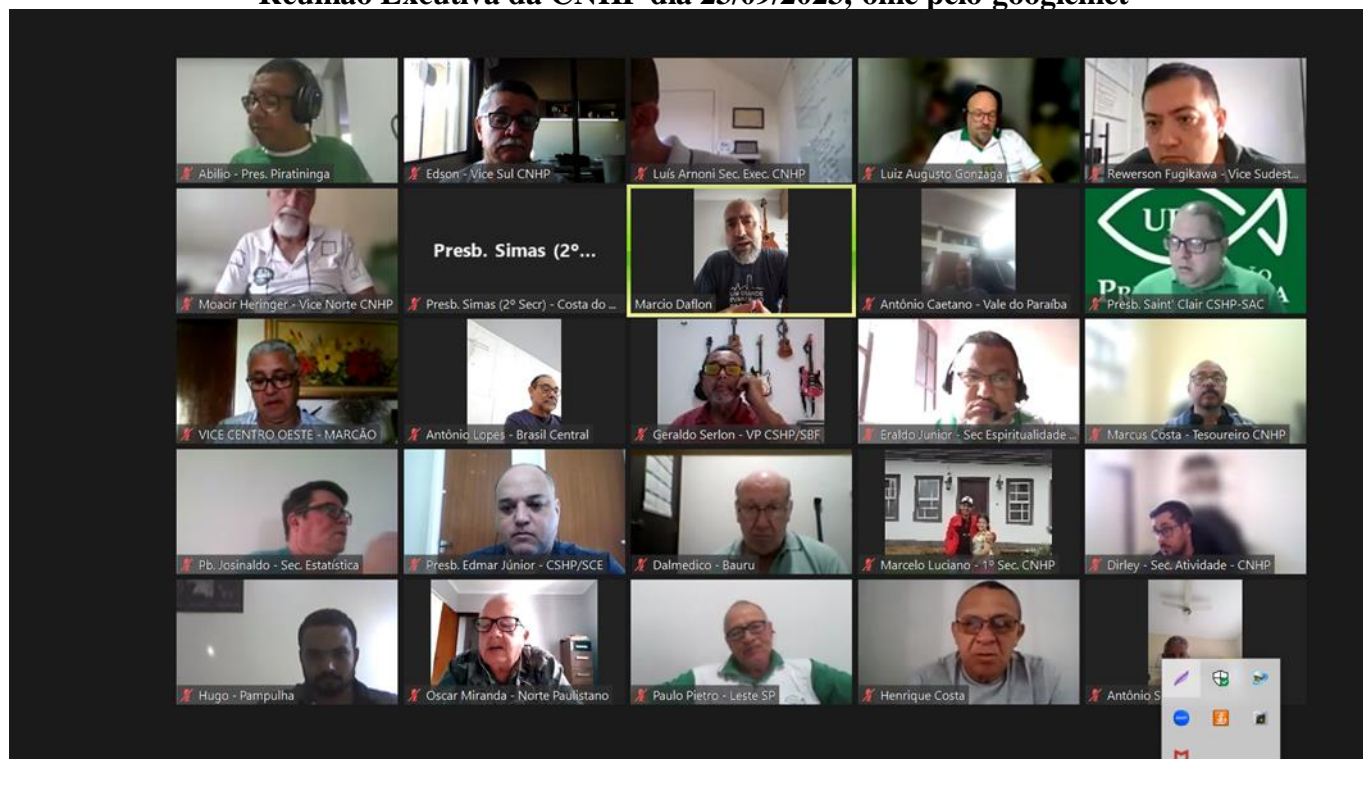 Reunião Excutiva da CNHP dia 23/09/2023, onle pelo googlemet
Abilio - Pres. Piratininga
Edson - Vice Sul CNHP
Luís Arnoni Sec. Exec. CNHP
Luiz Augusto Gonzaga
Rewerson Fugikawa - Vice Sudest...
Moacir Heringer - Vice Norte CNHP
Presb. Simas (2º...
Presb. Simas (2º Secr) - Costa do ...
Marcio Daflon
UM GRANDE
Antônio Caetano - Vale do Paraíba
Presb. Saint' Clair CSHP-SAC
VICE CENTRO OESTE - MARCÃO
Antônio Lopes - Brasil Central
Geraldo Serlon - VP CSHP/SBF
Eraldo Junior - Sec Espiritualidade ...
Marcus Costa - Tesoureiro CNHP
Pb. Josinaldo - Sec. Estatística
Presb. Edmar Júnior - CSHP/SCE
Dalmedico - Bauru
Marcelo Luciano - 1º Sec. CNHP
Dirley - Sec. Atividade - CNHP
Hugo - Pampulha
Oscar Miranda - Norte Paulistano
Paulo Pietro - Leste SP
Henrique Costa
Antônio S